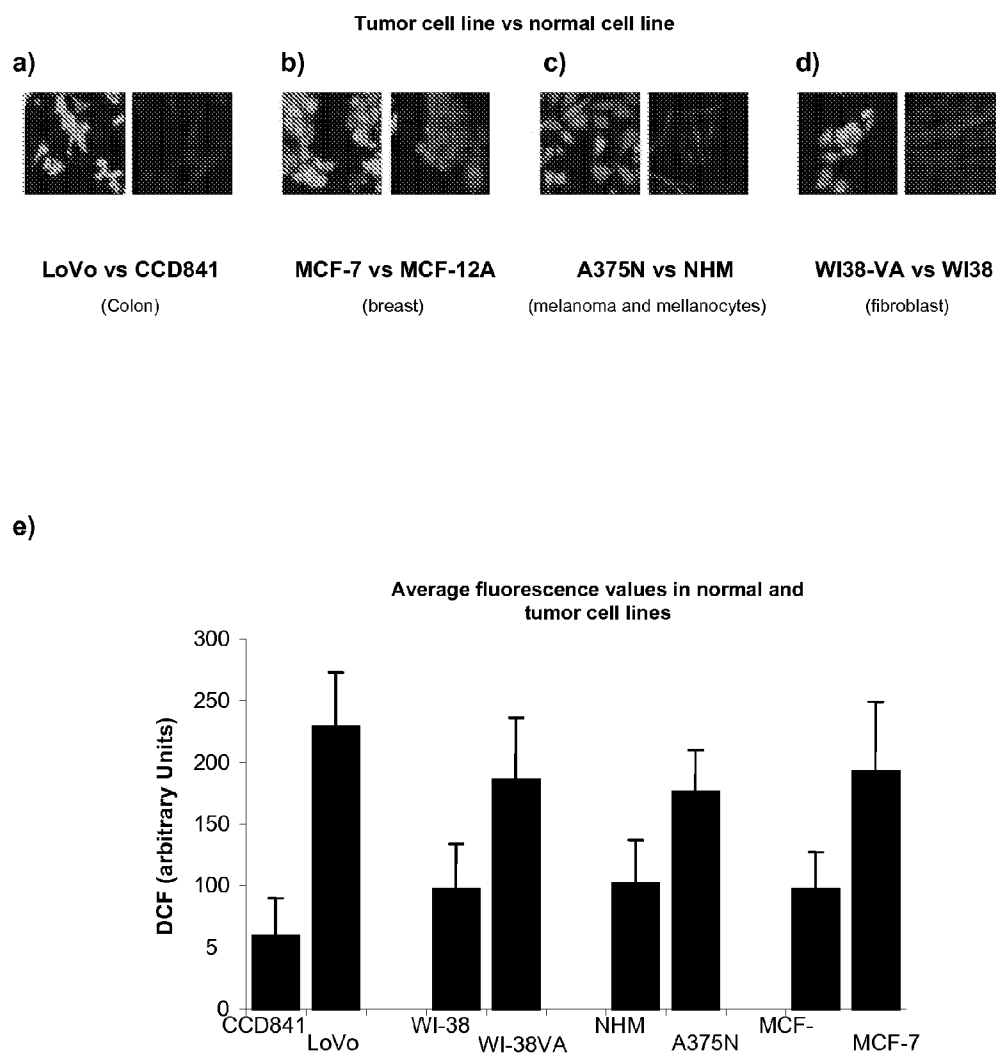 Tumor cell line vs normal cell line
a)
b)
c)
d)
LoVo vs CCD841
MCF-7 vs MCF-12A
A375N vs NHM
WI38-VA vs WI38
(Colon)
(breast)
(melanoma and mellanocytes)
(fibroblast)
e)
Average fluorescence values in normal and
tumor cell lines
DCF (arbitrary Units)
300
250
200
150
100
5
0
CCD841
LoVo
WI-38
WI-38VA
NHM
A375N
MCF-
MCF-7